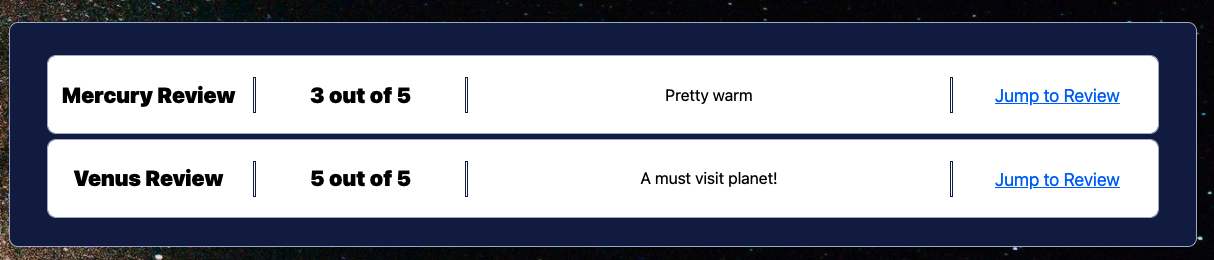 Mercury Review 3 out of 5 Pretty warm Jump to Review
Venus Review 5 out of 5 A must visit planet! Jump to Review